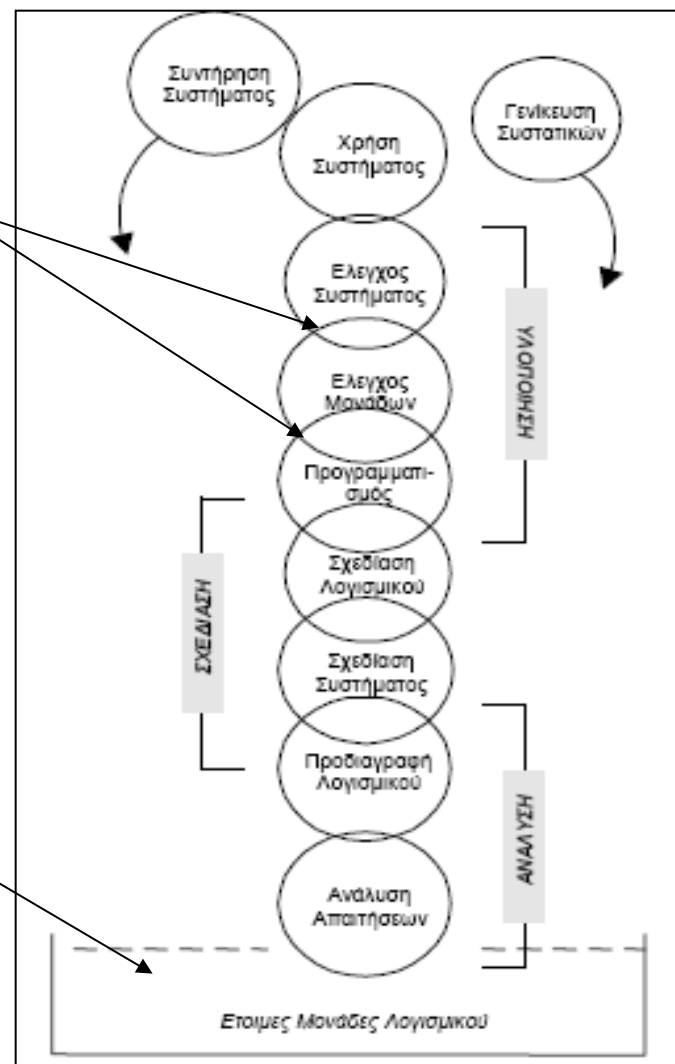 Συντήρηση
Συστήματος
Χρήση
Συστήματος
Γενίκευση
Συστατικών
Ελεγχος
Συστήματος
Ελεγχος
Μονάδων
ΥΛΟΠΟΙΗΣΗ
Προγραμματι-
σμός
Σχεδίαση
Λογισμικού
ΣΧΕΔΙΑΣΗ
Σχεδίαση
Συστήματος
Προδιαγραφή
Λογισμικού
ΑΝΑΛΥΣΗ
Ανάλυση
Απαιτήσεων
Ετοιμες Μονάδες Λογισμικού